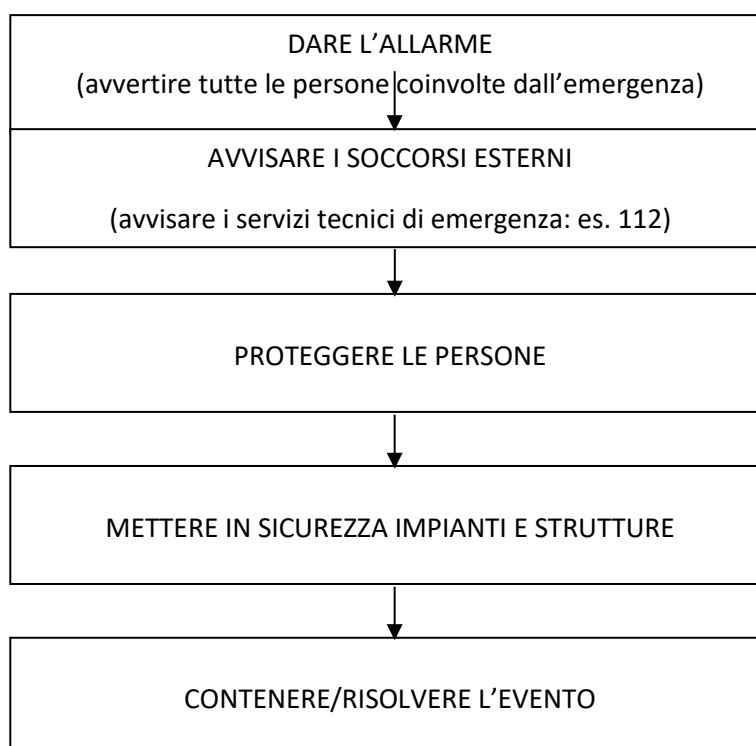 DARE L’ALLARME
(avvertire tutte le persone coinvolte dall’emergenza)
AVVISARE I SOCCORSI ESTERNI
(avvisare i servizi tecnici di emergenza: es. 112)
PROTEGGERE LE PERSONE
METTERE IN SICUREZZA IMPIANTI E STRUTTURE
CONTENERE/RISOLVERE L’EVENTO